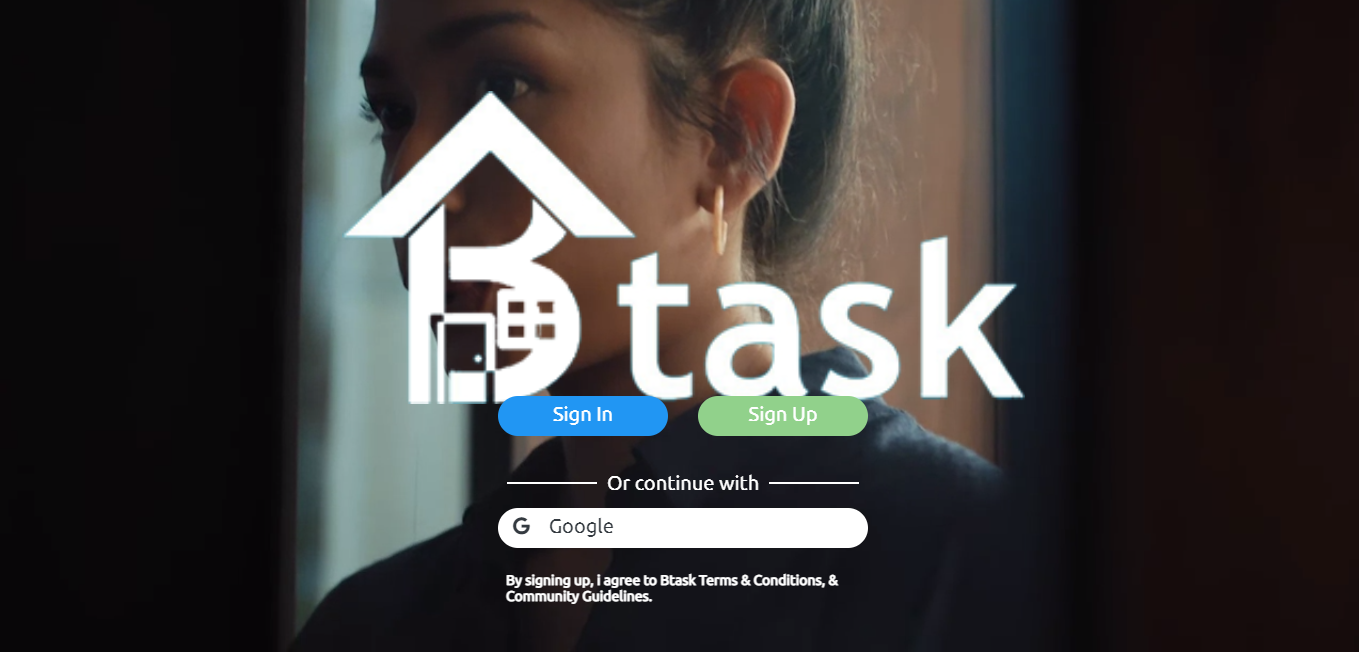 Btask
Sign In
Sign Up
Or continue with
G Google
By signing up, i agree to Btask Terms & Conditions, &
Community Guidelines.